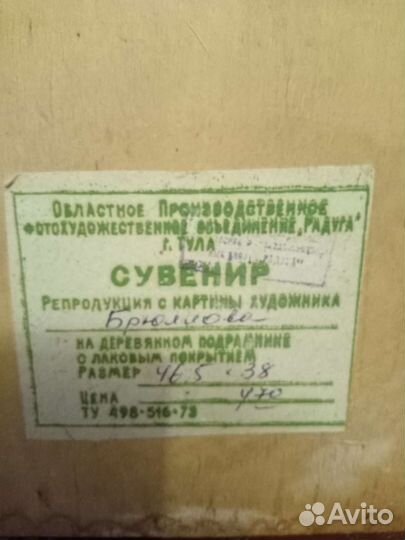 Областное Производственное
фотохудожественное объединение „Радуга"
г. Тула
СУВЕНИР
Репродукция с картины художника
Брюллова
на деревянном подрамнике
с лаковым покрытием
Размер 46.5 · 38
Цена 4-70
ТУ 498-516-73
Avito